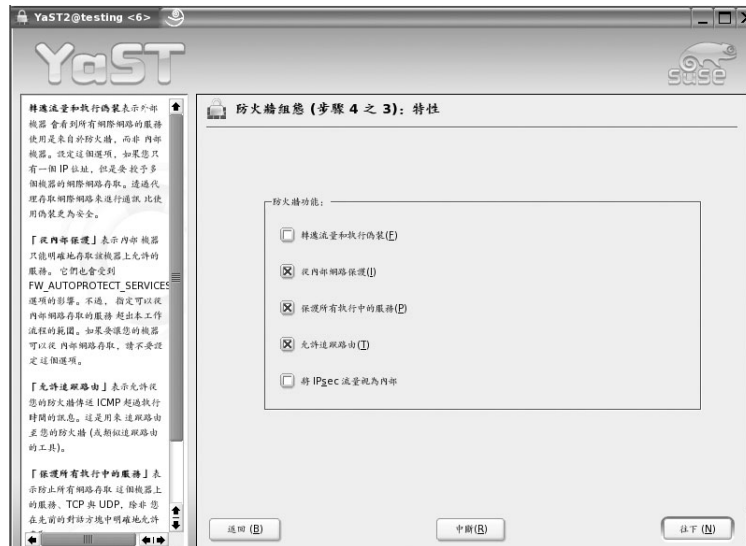 YaST2@testing <6>
YaST
SUSE
轉遞流量和執行偽裝表示外部
機器 會看到所有網際網路的服務
使用是來自於防火牆，而非 內部
機器。設定這個選項，如果您只
有一個 IP 位址，但是要 授予多
個機器的網際網路存取。透過代
理存取網際網路來進行通訊 比使
用偽裝更為安全。
「從內部保護」表示內部 機器
只能明確地存取該機器上允許的
服務。 它們也會受到
FW_AUTOPROTECT_SERVICES
選項的影響。不過， 指定可以從
內部網路存取的服務 超出本工作
流程的範圍。如果要讓您的機器
可以從 內部網路存取，請不要設
定這個選項。
「允許追蹤路由」表示允許從
您的防火牆傳送 ICMP 超過執行
時間的訊息。這是用來 追蹤路由
至您的防火牆 (或類似追蹤路由
的工具)。
「保護所有執行中的服務」表
示防止所有網路存取 這個機器上
的服務、TCP 與 UDP，除非 您
在先前的對話方塊中明確地允許
防火牆組態 (步驟 4 之 3)：特性
防火牆功能：
轉遞流量和執行偽裝(F)
從內部網路保護(I)
保護所有執行中的服務(P)
允許追蹤路由(T)
將 IPsec 流量視為內部
返回 (B)
中斷(R)
往下 (N)